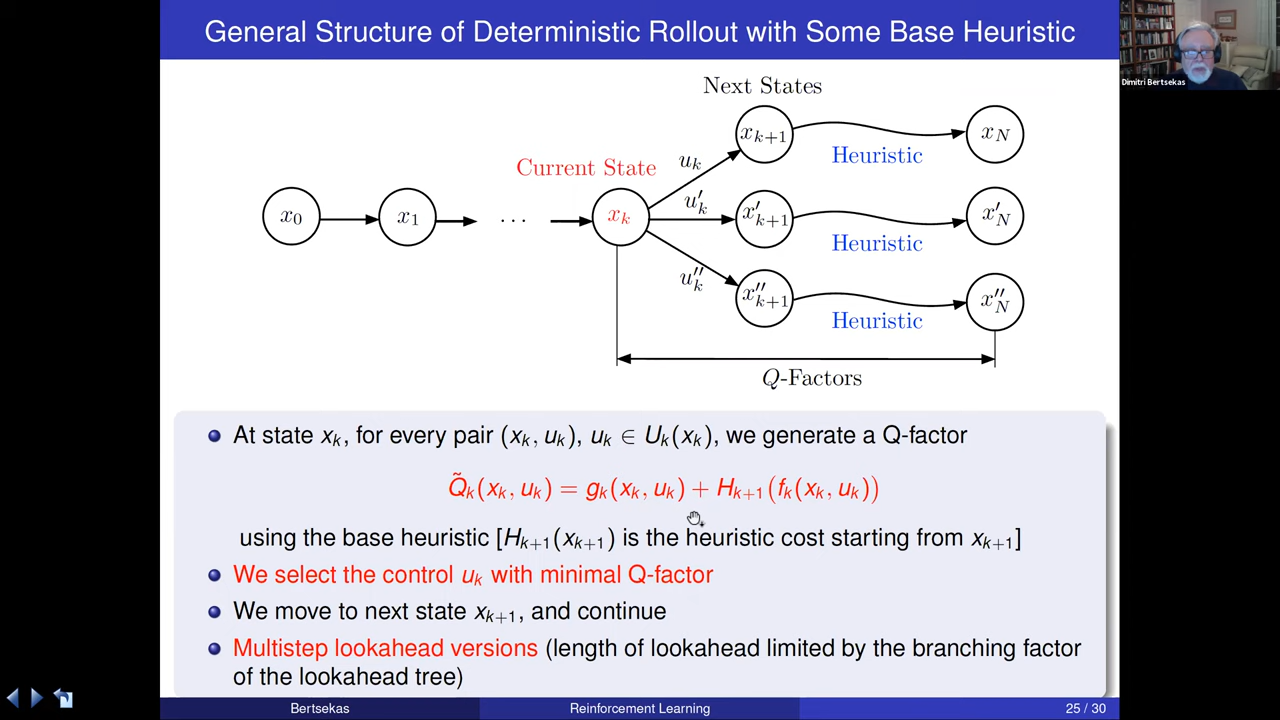 General Structure of Deterministic Rollout with Some Base Heuristic
Dimitri Bertsekas
Next States
Current State
x_0
x_1
· · ·
x_k
u_k
u'_k
u''_k
x_{k+1}
x'_{k+1}
x''_{k+1}
Heuristic
Heuristic
Heuristic
x_N
x'_N
x''_N
Q-Factors
At state x_k, for every pair (x_k, u_k), u_k ∈ U_k(x_k), we generate a Q-factor
Q̃_k(x_k, u_k) = g_k(x_k, u_k) + H_{k+1}(f_k(x_k, u_k))
using the base heuristic [H_{k+1}(x_{k+1}) is the heuristic cost starting from x_{k+1}]
We select the control u_k with minimal Q-factor
We move to next state x_{k+1}, and continue
Multistep lookahead versions (length of lookahead limited by the branching factor
of the lookahead tree)
Bertsekas
Reinforcement Learning
25 / 30